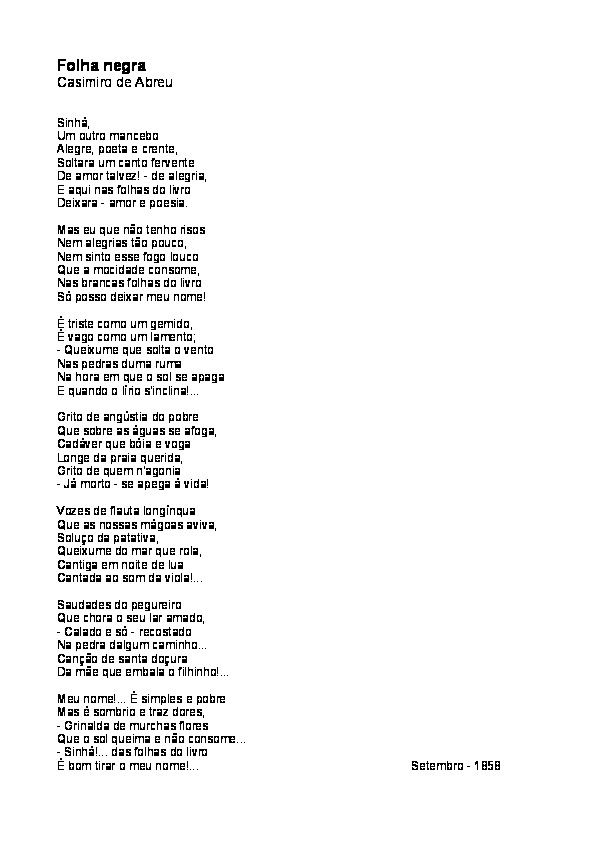 Folha negra
Casimiro de Abreu

Sinhá,
Um outro mancebo
Alegre, poeta e crente,
Soltara um canto fervente
De amor talvez! - de alegria,
E aqui nas folhas do livro
Deixara - amor e poesia.

Mas eu que não tenho risos
Nem alegrias tão pouco,
Nem sinto esse fogo louco
Que a mocidade consome,
Nas brancas folhas do livro
Só posso deixar meu nome!

É triste como um gemido,
É vago como um lamento;
- Queixume que solta o vento
Nas pedras duma ruma
Na hora em que o sol se apaga
E quando o lírio s'inclina!...

Grito de angústia do pobre
Que sobre as águas se afoga,
Cadáver que bóia e voga
Longe da praia querida,
Grito de quem n'agonia
- Já morto - se apega à vida!

Vozes de flauta longínqua
Que as nossas mágoas aviva,
Soluço da patativa,
Queixume do mar que rola,
Cantiga em noite de lua
Cantada ao som da viola!...

Saudades do pegureiro
Que chora o seu lar amado,
- Calado e só - recostado
Na pedra dalgum caminho...
Canção de santa doçura
Da mãe que embala o filhinho!...

Meu nome!... É simples e pobre
Mas é sombrio e traz dores,
- Grinalda de murchas flores
Que o sol queima e não consome...
- Sinhá!... das folhas do livro
É bom tirar o meu nome!... Setembro - 1858